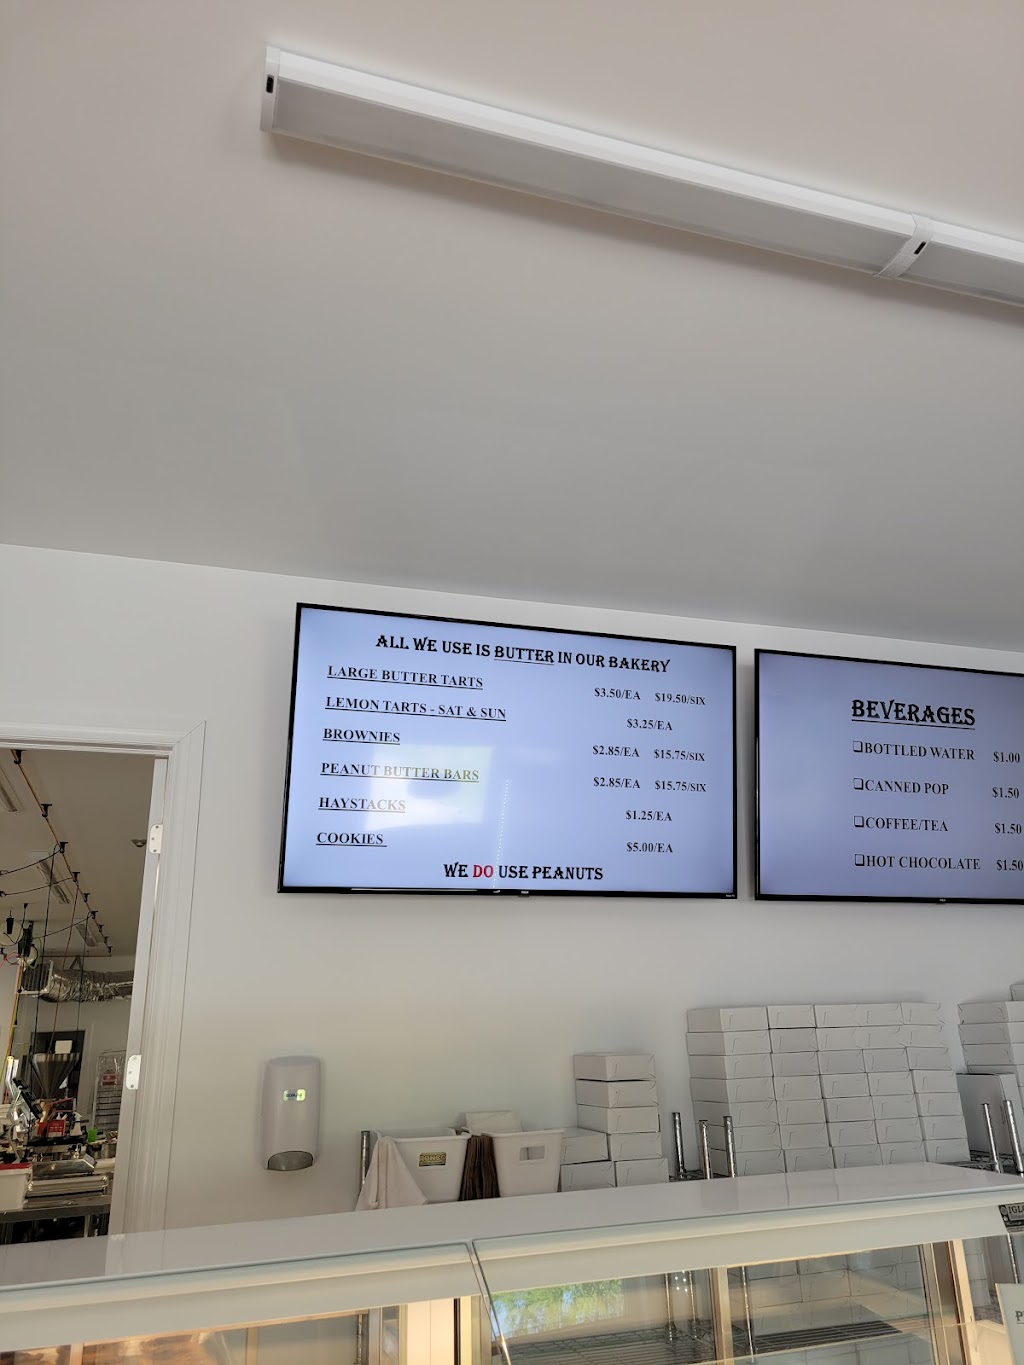 ALL WE USE IS BUTTER IN OUR BAKERY
LARGE BUTTER TARTS $3.50/EA $19.50/SIX
LEMON TARTS - SAT & SUN $3.25/EA
BROWNIES $2.85/EA $15.75/SIX
PEANUT BUTTER BARS $2.85/EA $15.75/SIX
HAYSTACKS $1.25/EA
COOKIES $5.00/EA
WE DO USE PEANUTS
BEVERAGES
❑BOTTLED WATER $1.00
❑CANNED POP $1.50
❑COFFEE/TEA $1.50
❑HOT CHOCOLATE $1.50